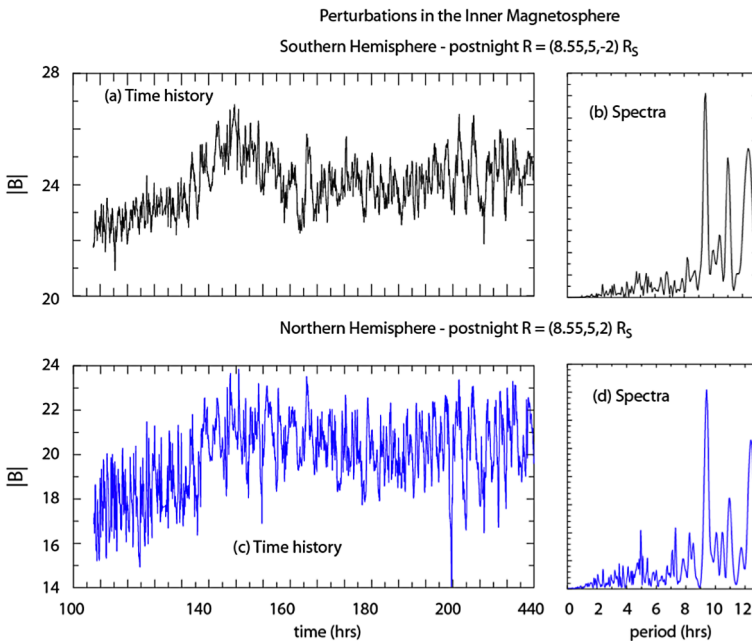 Perturbations in the Inner Magnetosphere
Southern Hemisphere - postnight R = (8.55,5,-2) RS
28
(a) Time history
(b) Spectra
|B|
24
20
Northern Hemisphere - postnight R = (8.55,5,2) RS
24
22
(d) Spectra
20
|B|
18
16
(c) Time history
14
100 140 160 180 200 440
0 2 4 6 8 10 12
time (hrs)
period (hrs)